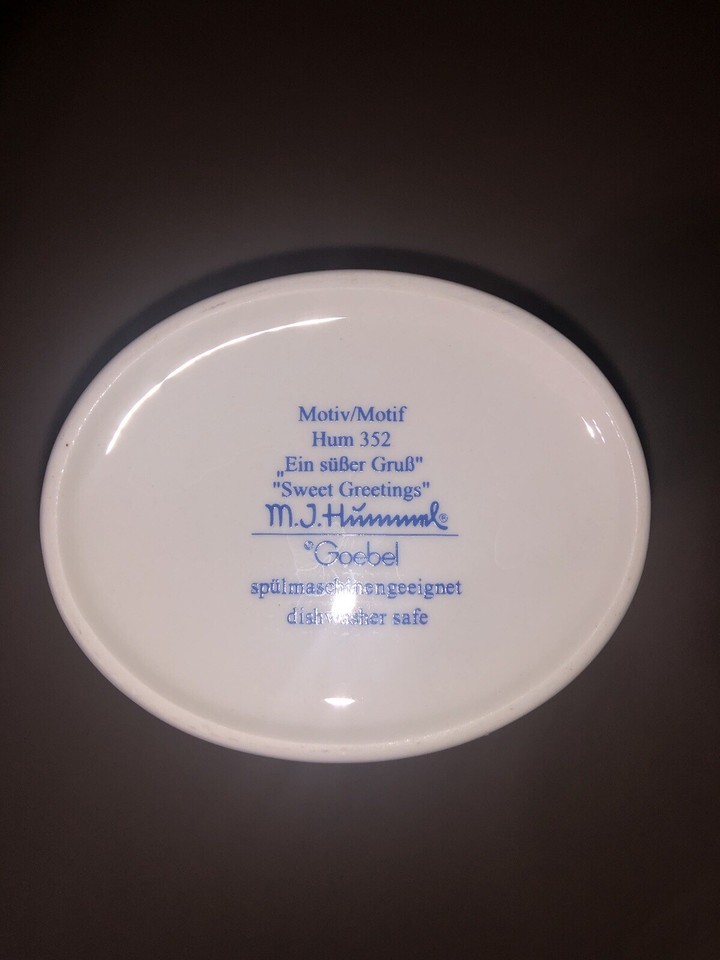 Motiv/Motif
Hum 352
„Ein süßer Gruß"
"Sweet Greetings"
M.J.Hummel®
Goebel
spülmaschinengeeignet
dishwasher safe